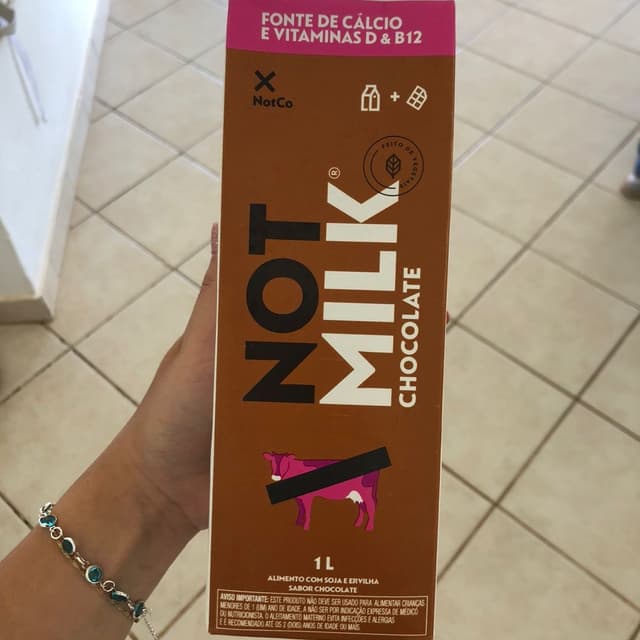 FONTE DE CÁLCIO
E VITAMINAS D & B12
NotCo
FEITO DE VEGETAIS
NOT
MILK®
CHOCOLATE
1 L
ALIMENTO COM SOJA E ERVILHA
SABOR CHOCOLATE
AVISO IMPORTANTE: ESTE PRODUTO NÃO DEVE SER USADO PARA ALIMENTAR CRIANÇAS
MENORES DE 1 (UM) ANO DE IDADE. A NÃO SER POR INDICAÇÃO EXPRESSA DE MÉDICO
OU NUTRICIONISTA. O ALEITAMENTO MATERNO EVITA INFECÇÕES E ALERGIAS
E É RECOMENDADO ATÉ OS 2 (DOIS) ANOS DE IDADE OU MAIS.